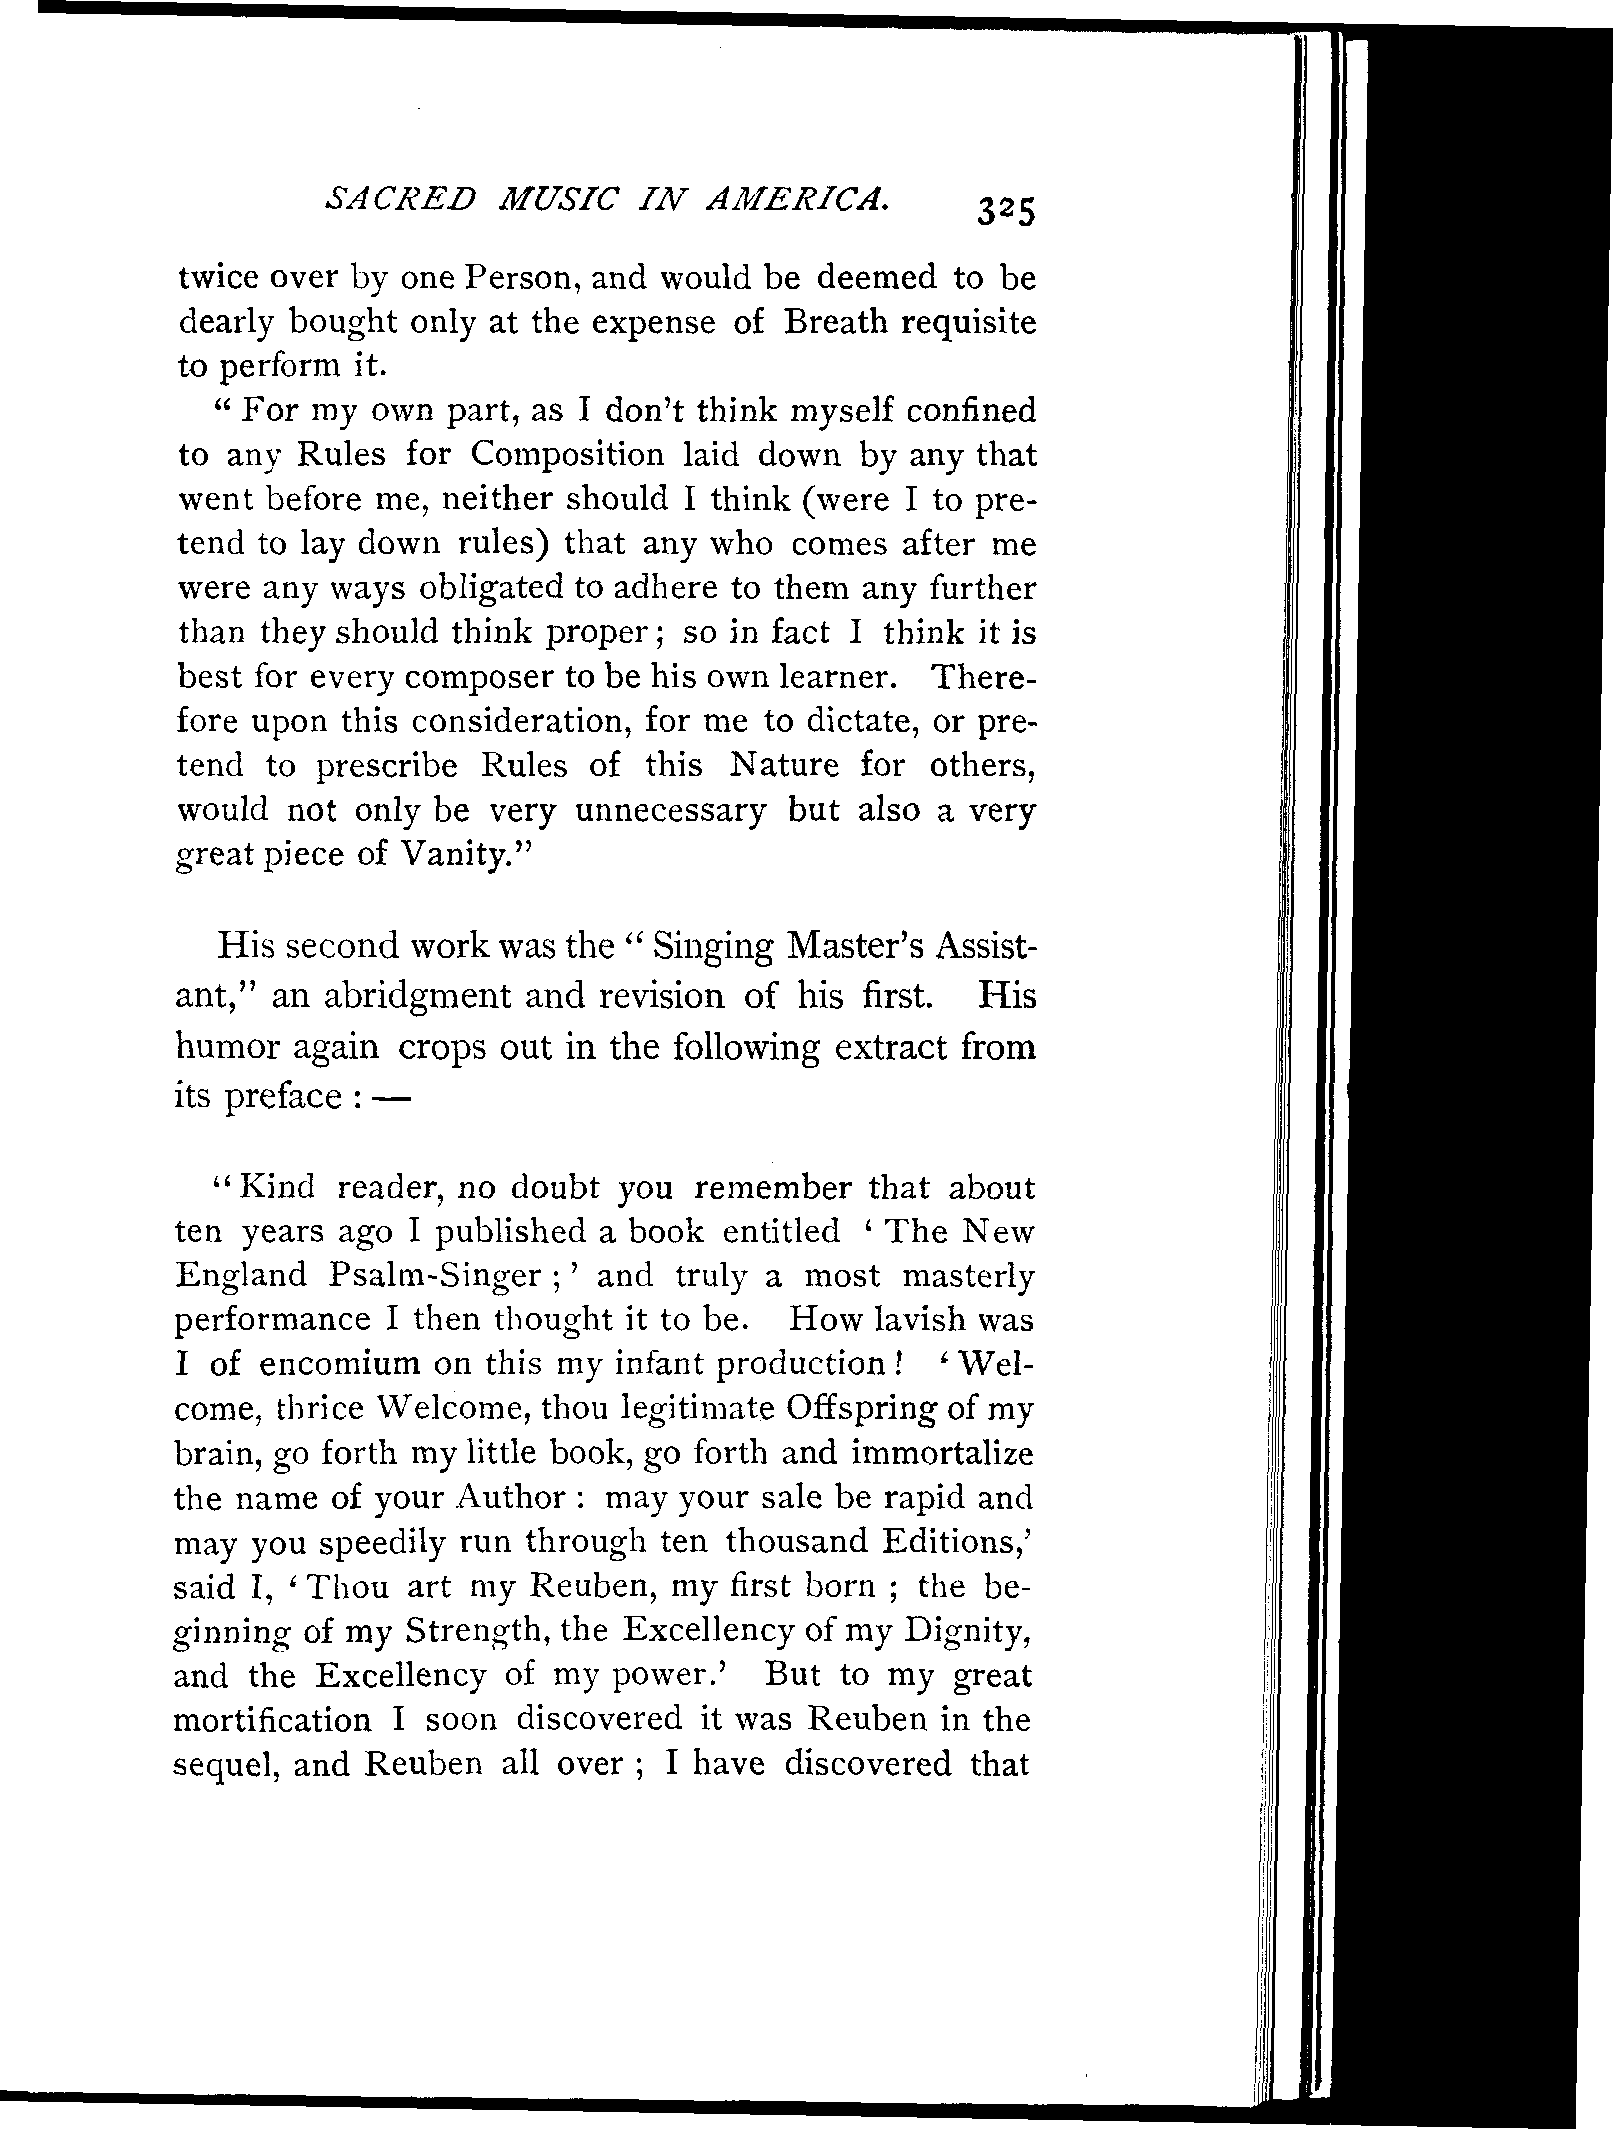 SACRED MUSIC IN AMERICA. 325
twice over by one Person, and would be deemed to be
dearly bought only at the expense of Breath requisite
to perform it.
“ For my own part, as I don't think myself confined
to any Rules for Composition laid down by any that
went before me, neither should I think (were I to pre-
tend to lay down rules) that any who comes after me
were any ways obligated to adhere to them any further
than they should think proper ; so in fact I think it is
best for every composer to be his own learner. There-
fore upon this consideration, for me to dictate, or pre-
tend to prescribe Rules of this Nature for others,
would not only be very unnecessary but also a very
great piece of Vanity.”
His second work was the “ Singing Master's Assist-
ant,” an abridgment and revision of his first. His
humor again crops out in the following extract from
its preface : —
“ Kind reader, no doubt you remember that about
ten years ago I published a book entitled ‘ The New
England Psalm-Singer ; ’ and truly a most masterly
performance I then thought it to be. How lavish was
I of encomium on this my infant production ! ‘ Wel-
come, thrice Welcome, thou legitimate Offspring of my
brain, go forth my little book, go forth and immortalize
the name of your Author : may your sale be rapid and
may you speedily run through ten thousand Editions,’
said I, ‘ Thou art my Reuben, my first born ; the be-
ginning of my Strength, the Excellency of my Dignity,
and the Excellency of my power.’ But to my great
mortification I soon discovered it was Reuben in the
sequel, and Reuben all over ; I have discovered that